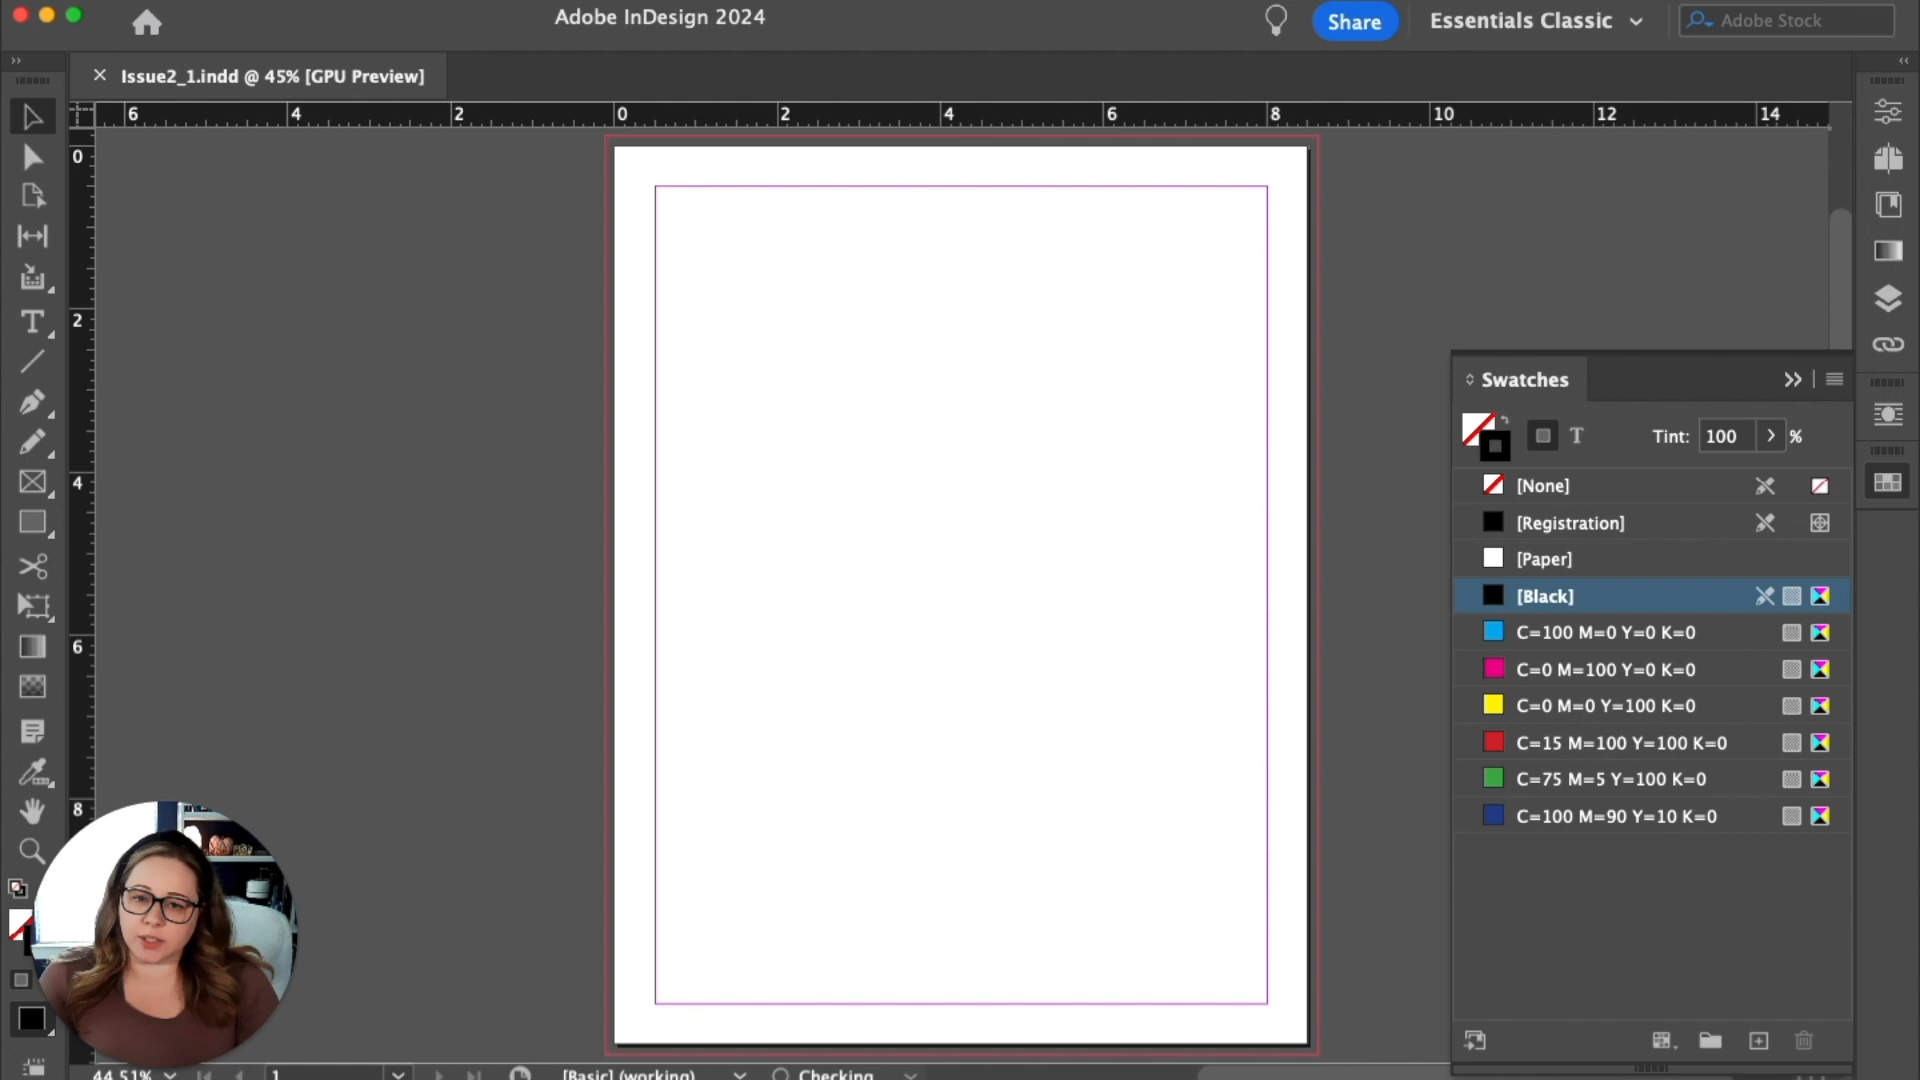 Adobe InDesign 2024
Share
Essentials Classic
Adobe Stock
Issue2_1.indd @ 45% [GPU Preview]
6 4 2 0 2 4 6 8 10 12 14
0
2
4
6
8
Swatches
T
Tint: 100 %
[None]
[Registration]
[Paper]
[Black]
C=100 M=0 Y=0 K=0
C=0 M=100 Y=0 K=0
C=0 M=0 Y=100 K=0
C=15 M=100 Y=100 K=0
C=75 M=5 Y=100 K=0
C=100 M=90 Y=10 K=0
44.51% 1 [Basic] (working) Checking